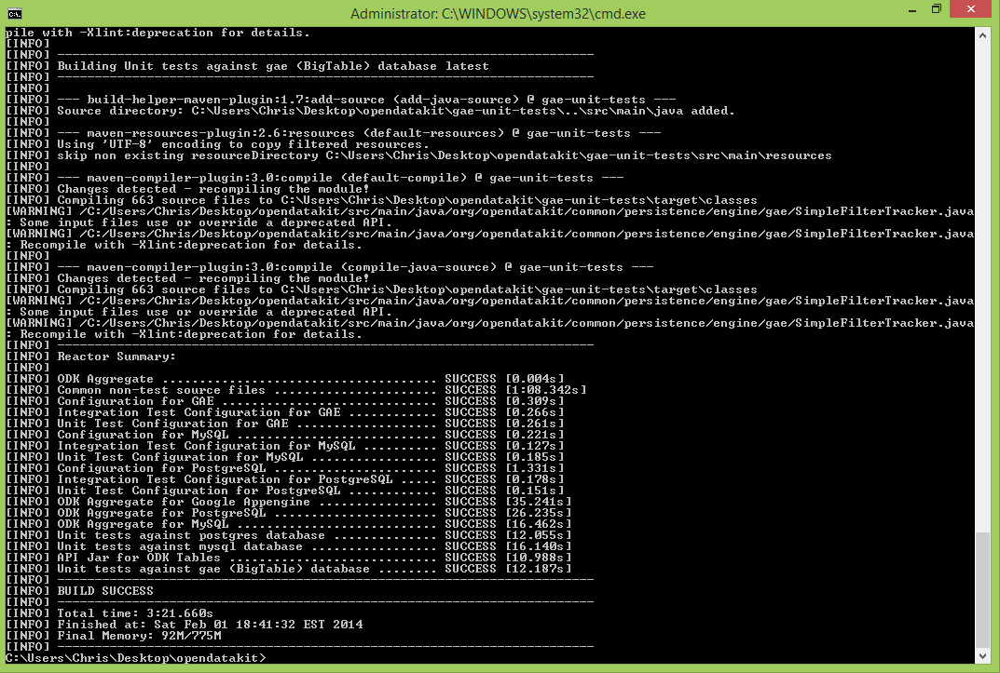 Administrator: C:\WINDOWS\system32\cmd.exe
pile with -Xlint:deprecation for details.
[INFO]
[INFO] ------------------------------------------------------------------------
[INFO] Building Unit tests against gae (BigTable) database latest
[INFO] ------------------------------------------------------------------------
[INFO]
[INFO] --- build-helper-maven-plugin:1.7:add-source (add-java-source) @ gae-unit-tests ---
[INFO] Source directory: C:\Users\Chris\Desktop\opendatakit\gae-unit-tests\..\src\main\java added.
[INFO]
[INFO] --- maven-resources-plugin:2.6:resources (default-resources) @ gae-unit-tests ---
[INFO] Using 'UTF-8' encoding to copy filtered resources.
[INFO] skip non existing resourceDirectory C:\Users\Chris\Desktop\opendatakit\gae-unit-tests\src\main\resources
[INFO]
[INFO] --- maven-compiler-plugin:3.0:compile (default-compile) @ gae-unit-tests ---
[INFO] Changes detected - recompiling the module!
[INFO] Compiling 663 source files to C:\Users\Chris\Desktop\opendatakit\gae-unit-tests\target\classes
[WARNING] /C:/Users/Chris/Desktop/opendatakit/src/main/java/org/opendatakit/common/persistence/engine/gae/SimpleFilterTracker.java
: Some input files use or override a deprecated API.
[WARNING] /C:/Users/Chris/Desktop/opendatakit/src/main/java/org/opendatakit/common/persistence/engine/gae/SimpleFilterTracker.java
: Recompile with -Xlint:deprecation for details.
[INFO]
[INFO] --- maven-compiler-plugin:3.0:compile (compile-java-source) @ gae-unit-tests ---
[INFO] Changes detected - recompiling the module!
[INFO] Compiling 663 source files to C:\Users\Chris\Desktop\opendatakit\gae-unit-tests\target\classes
[WARNING] /C:/Users/Chris/Desktop/opendatakit/src/main/java/org/opendatakit/common/persistence/engine/gae/SimpleFilterTracker.java
: Some input files use or override a deprecated API.
[WARNING] /C:/Users/Chris/Desktop/opendatakit/src/main/java/org/opendatakit/common/persistence/engine/gae/SimpleFilterTracker.java
: Recompile with -Xlint:deprecation for details.
[INFO] ------------------------------------------------------------------------
[INFO] Reactor Summary:
[INFO]
[INFO] ODK Aggregate ..................................... SUCCESS [0.004s]
[INFO] Common non-test source files ...................... SUCCESS [1:08.342s]
[INFO] Configuration for GAE ............................. SUCCESS [0.309s]
[INFO] Integration Test Configuration for GAE ............ SUCCESS [0.266s]
[INFO] Unit Test Configuration for GAE ................... SUCCESS [0.261s]
[INFO] Configuration for MySQL ........................... SUCCESS [0.221s]
[INFO] Integration Test Configuration for MySQL .......... SUCCESS [0.127s]
[INFO] Unit Test Configuration for MySQL ................. SUCCESS [0.185s]
[INFO] Configuration for PostgreSQL ...................... SUCCESS [1.331s]
[INFO] Integration Test Configuration for PostgreSQL ..... SUCCESS [0.178s]
[INFO] Unit Test Configuration for PostgreSQL ............ SUCCESS [0.151s]
[INFO] ODK Aggregate for Google Appengine ................ SUCCESS [35.241s]
[INFO] ODK Aggregate for PostgreSQL ...................... SUCCESS [26.235s]
[INFO] ODK Aggregate for MySQL ........................... SUCCESS [16.462s]
[INFO] Unit tests against postgres database .............. SUCCESS [12.055s]
[INFO] Unit tests against mysql database ................. SUCCESS [16.140s]
[INFO] API Jar for ODK Tables ............................ SUCCESS [10.988s]
[INFO] Unit tests against gae (BigTable) database ........ SUCCESS [12.187s]
[INFO] ------------------------------------------------------------------------
[INFO] BUILD SUCCESS
[INFO] ------------------------------------------------------------------------
[INFO] Total time: 3:21.660s
[INFO] Finished at: Sat Feb 01 18:41:32 EST 2014
[INFO] Final Memory: 92M/775M
[INFO] ------------------------------------------------------------------------
C:\Users\Chris\Desktop\opendatakit>